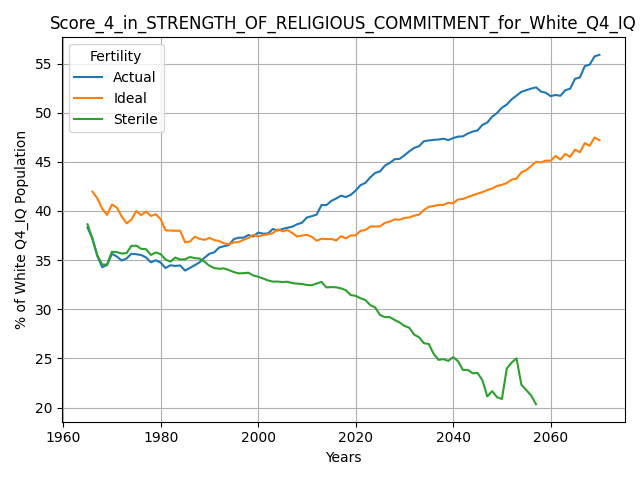 Score_4_in_STRENGTH_OF_RELIGIOUS_COMMITMENT_for_White_Q4_IQ
Fertility
Actual
Ideal
Sterile
% of White Q4_IQ Population
55
50
45
40
35
30
25
20
1960 1980 2000 2020 2040 2060
Years